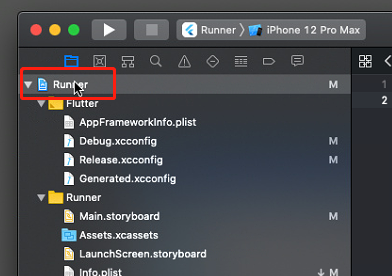 Runner › iPhone 12 Pro Max
Runner M
1
Flutter
2
AppFrameworkInfo.plist
Debug.xcconfig M
Release.xcconfig M
Generated.xcconfig
Runner
Main.storyboard M
Assets.xcassets
LaunchScreen.storyboard
Info.plist M